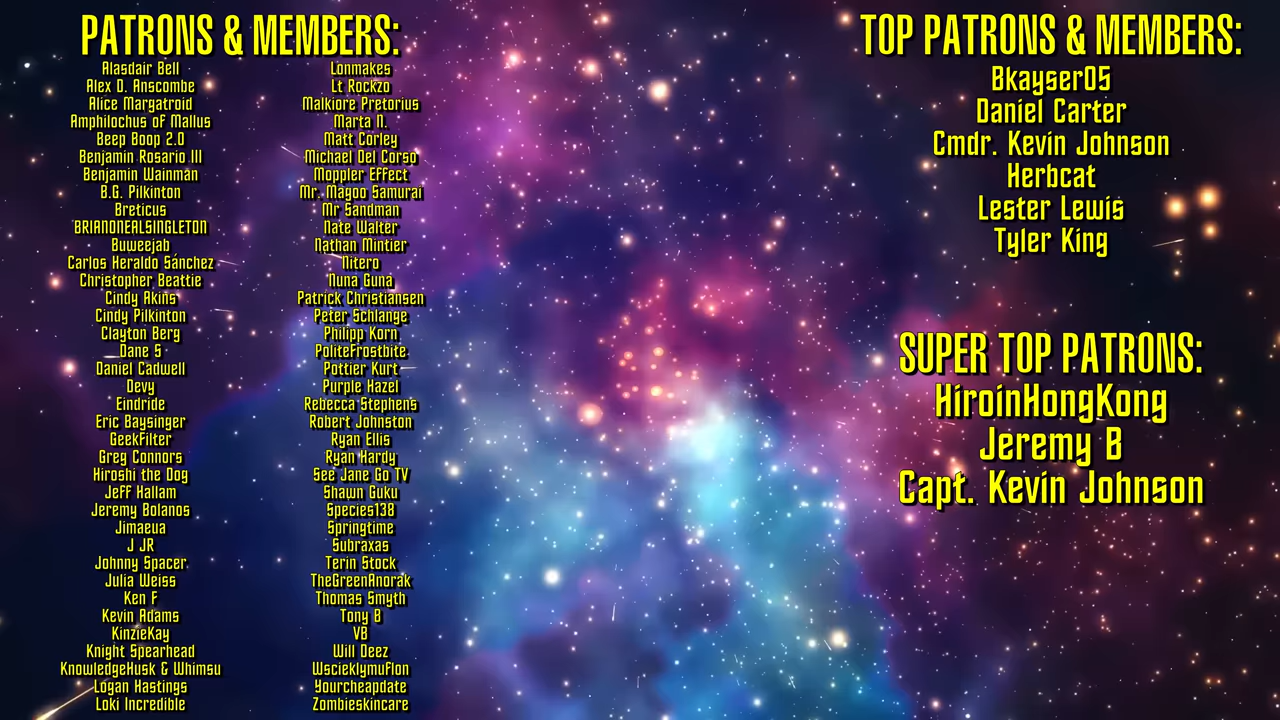 PATRONS & MEMBERS:
Alasdair Bell
Alex D. Anscombe
Alice Margatroid
Amphilochus of Mallus
Beep Boop 2.0
Benjamin Rosario III
Benjamin Wainman
B.G. Pilkinton
Breticus
BRIANONEALSINGLETON
Buweejab
Carlos Heraldo Sánchez
Christopher Beattie
Cindy Akins
Cindy Pilkinton
Clayton Berg
Dane S
Daniel Cadwell
Devy
Eindride
Eric Baysinger
GeekFilter
Greg Connors
Hiroshi the Dog
Jeff Hallam
Jeremy Bolanos
Jimaeua
J JR
Johnny Spacer
Julia Weiss
Ken F
Kevin Adams
KinzieKay
Knight Spearhead
KnowledgeHusk & Whimsu
Logan Hastings
Loki Incredible
Lonmakes
Lt Rockzo
Malkiore Pretorius
Marta N.
Matt Corley
Michael Del Corso
Moppler Effect
Mr. Magoo Samurai
Mr Sandman
Nate Walter
Nathan Mintier
Nitero
Nuna Guna
Patrick Christiansen
Peter Schlange
Philipp Korn
PoliteFrostbite
Pottier Kurt
Purple Hazel
Rebecca Stephens
Robert Johnston
Ryan Ellis
Ryan Hardy
See Jane Go TV
Shawn Guku
Species138
Springtime
Subraxas
Terin Stock
TheGreenAnorak
Thomas Smyth
Tony B
VB
Will Deez
Wscieklymuflon
Yourcheapdate
Zombieskincare
TOP PATRONS & MEMBERS:
Bkayser05
Daniel Carter
Cmdr. Kevin Johnson
Herbcat
Lester Lewis
Tyler King
SUPER TOP PATRONS:
HiroinHongKong
Jeremy B
Capt. Kevin Johnson